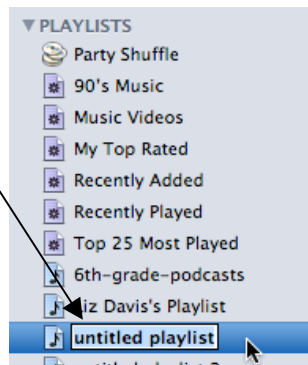 PLAYLISTS
Party Shuffle
90's Music
Music Videos
My Top Rated
Recently Added
Recently Played
Top 25 Most Played
6th-grade-podcasts
Davis's Playlist
untitled playlist